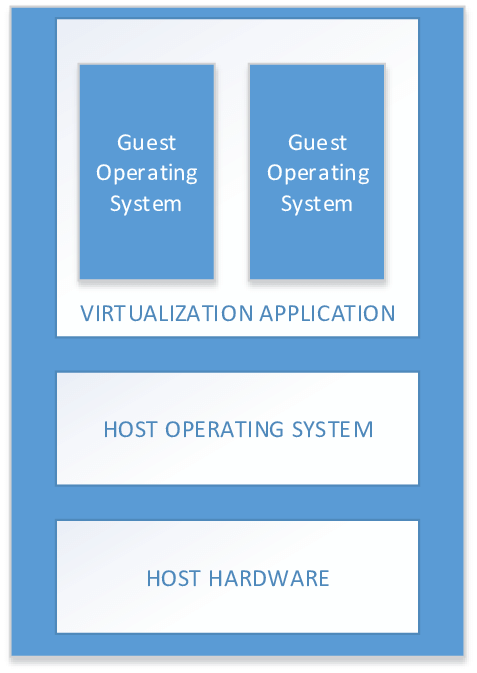 Guest
Operating
System
Guest
Operating
System
VIRTUALIZATION APPLICATION
HOST OPERATING SYSTEM
HOST HARDWARE